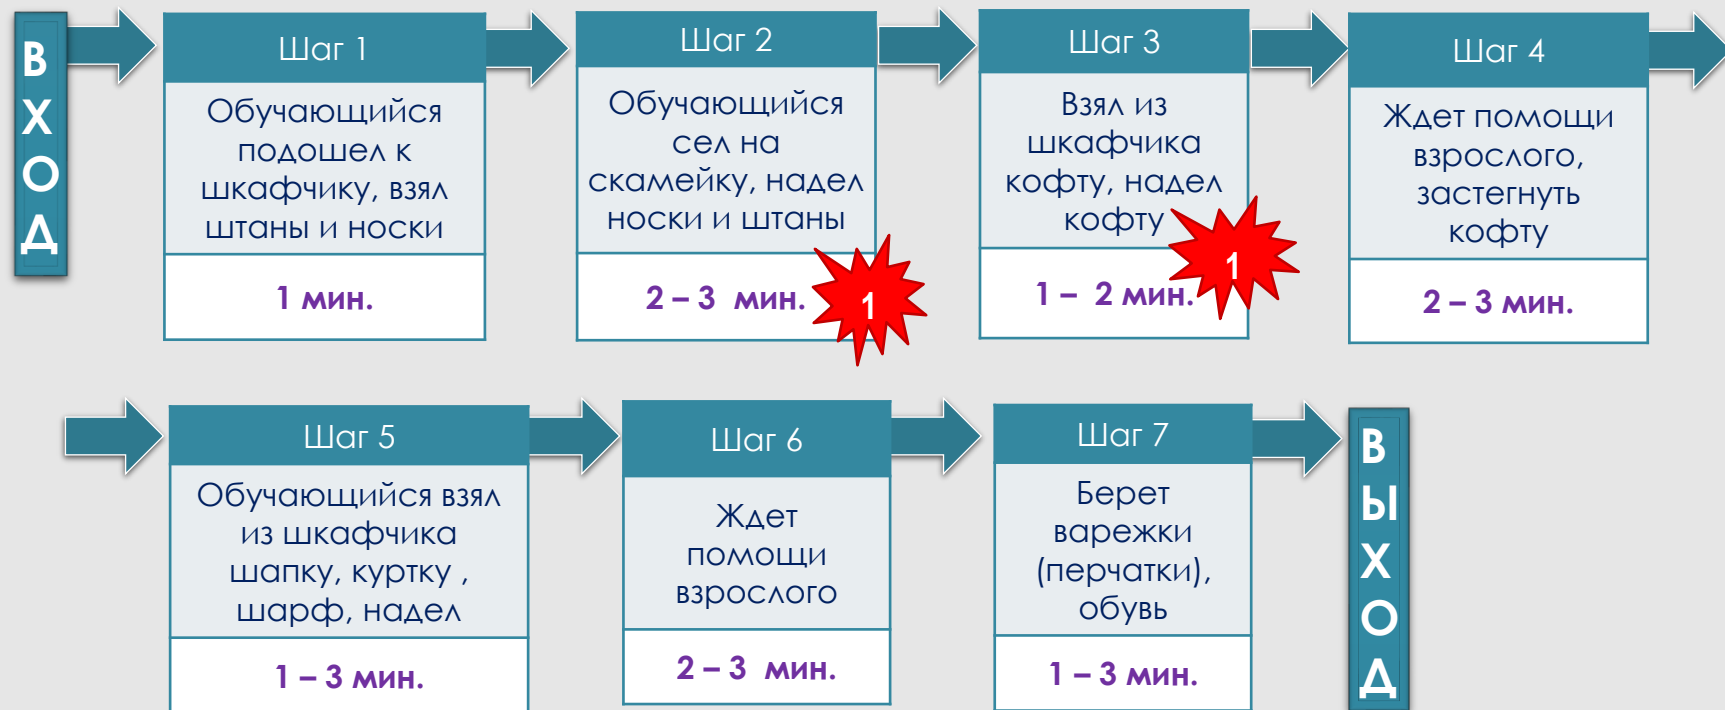 ВХОД
Шаг 1
Обучающийся
подошел к
шкафчику, взял
штаны и носки
1 мин.
Шаг 2
Обучающийся
сел на
скамейку, надел
носки и штаны
2 – 3 мин.
1
Шаг 3
Взял из
шкафчика
кофту, надел
кофту
1 – 2 мин.
1
Шаг 4
Ждет помощи
взрослого,
застегнуть
кофту
2 – 3 мин.
Шаг 5
Обучающийся взял
из шкафчика
шапку, куртку ,
шарф, надел
1 – 3 мин.
Шаг 6
Ждет
помощи
взрослого
2 – 3 мин.
Шаг 7
Берет
варежки
(перчатки),
обувь
1 – 3 мин.
ВЫХОД